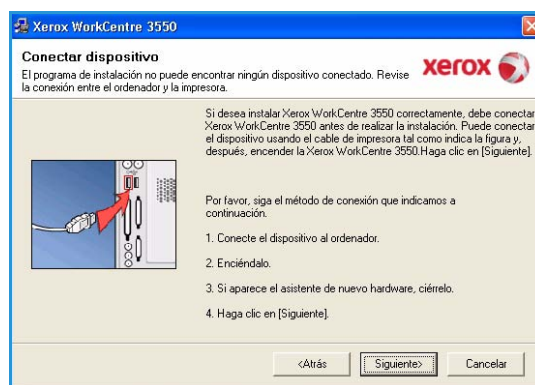 Xerox WorkCentre 3550
Conectar dispositivo
El programa de instalación no puede encontrar ningún dispositivo conectado. Revise
la conexión entre el ordenador y la impresora.
xerox
Si desea instalar Xerox WorkCentre 3550 correctamente, debe conectar
Xerox WorkCentre 3550 antes de realizar la instalación. Puede conectar
el dispositivo usando el cable de impresora tal como indica la figura y,
después, encender la Xerox WorkCentre 3550.Haga clic en [Siguiente].
Por favor, siga el método de conexión que indicamos a
continuación.
1. Conecte el dispositivo al ordenador.
2. Enciéndalo.
3. Si aparece el asistente de nuevo hardware, ciérrelo.
4. Haga clic en [Siguiente].
<Atrás
Siguiente>
Cancelar